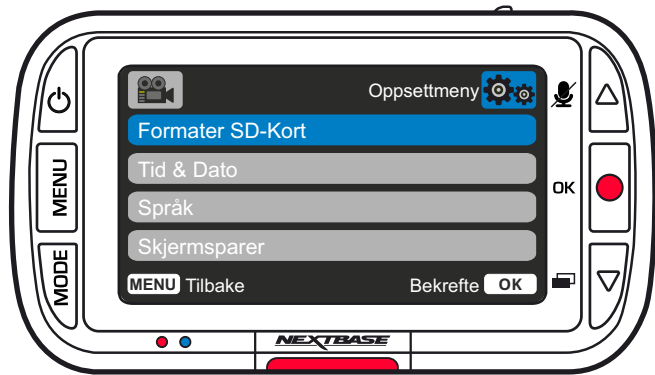 Oppsettmeny
Formater SD-Kort
Tid & Dato
Språk
Skjermsparer
MENU Tilbake Bekrefte OK
MENU
MODE
OK
NEXTBASE